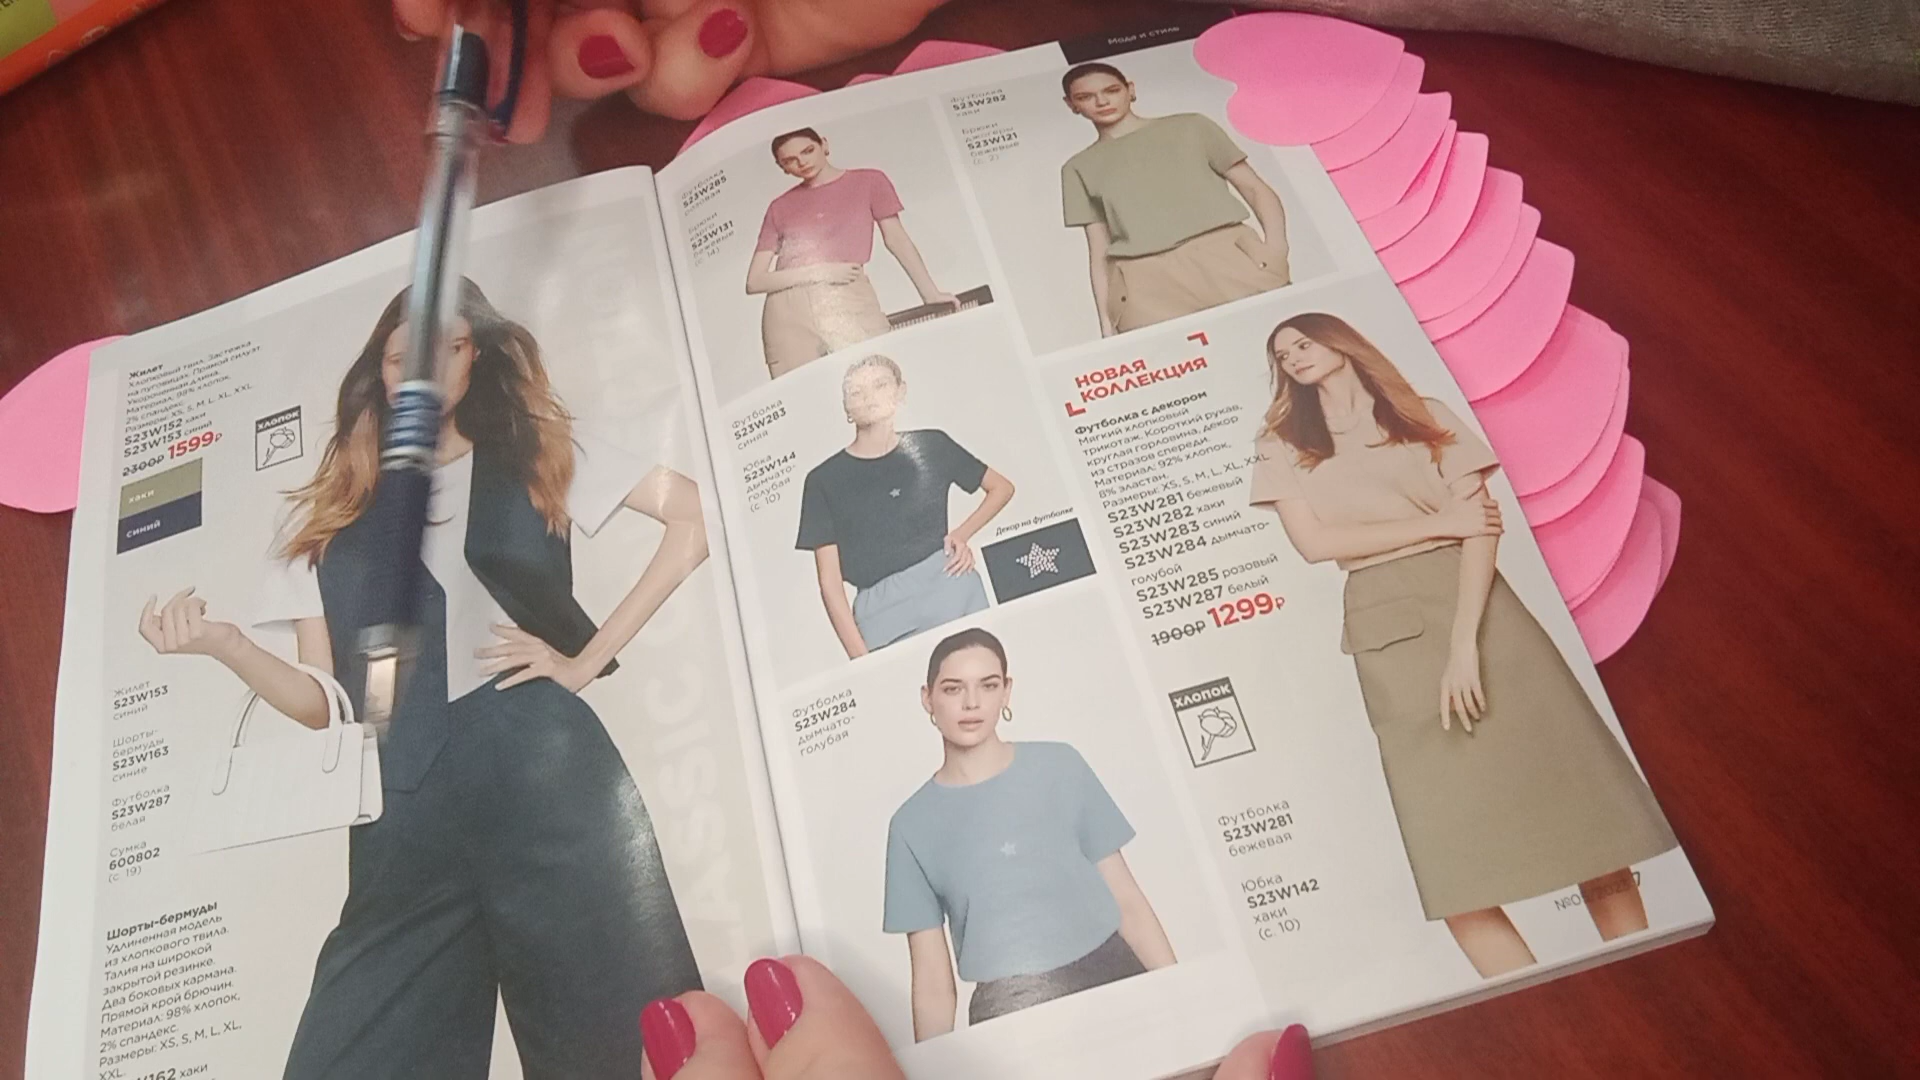 Мода и стиль
Жилет
Хлопковый твил. Застежка
на пуговицах. Прямой силуэт.
Укороченная длина.
Материал: 98% хлопок,
2% спандекс.
Размеры: XS, S, M, L, XL, XXL
S23W152 хаки
S23W153 синий
2300₽ 1599₽
хаки
синий
ХЛОПОК
Жилет
S23W153
синий
Шорты-
бермуды
S23W163
синие
Футболка
S23W287
белая
Сумка
600802
(с. 19)
Шорты-бермуды
Удлиненная модель
из хлопкового твила.
Талия на широкой
закрытой резинке.
Два боковых кармана.
Прямой крой брючин.
Материал: 98% хлопок,
2% спандекс.
Размеры: XS, S, M, L, XL,
XXL.
W162 хаки
Футболка
S23W285
розовая
Брюки
карго
S23W131
бежевые
(с. 14)
Футболка
S23W282
хаки
Брюки
джоггеры
S23W121
бежевые
(с. 2)
Футболка
S23W283
синяя
Юбка
S23W144
дымчато-
голубая
(с. 10)
Декор на футболке
Футболка
S23W284
дымчато-
голубая
НОВАЯ
КОЛЛЕКЦИЯ
Футболка с декором
Мягкий хлопковый
трикотаж. Короткий рукав,
круглая горловина, декор
из стразов спереди.
Материал: 92% хлопок,
8% эластан.
Размеры: XS, S, M, L, XL, XXL
S23W281 бежевый
S23W282 хаки
S23W283 синий
S23W284 дымчато-
голубой
S23W285 розовый
S23W287 белый
1900₽ 1299₽
ХЛОПОК
Футболка
S23W281
бежевая
Юбка
S23W142
хаки
(с. 10)
7